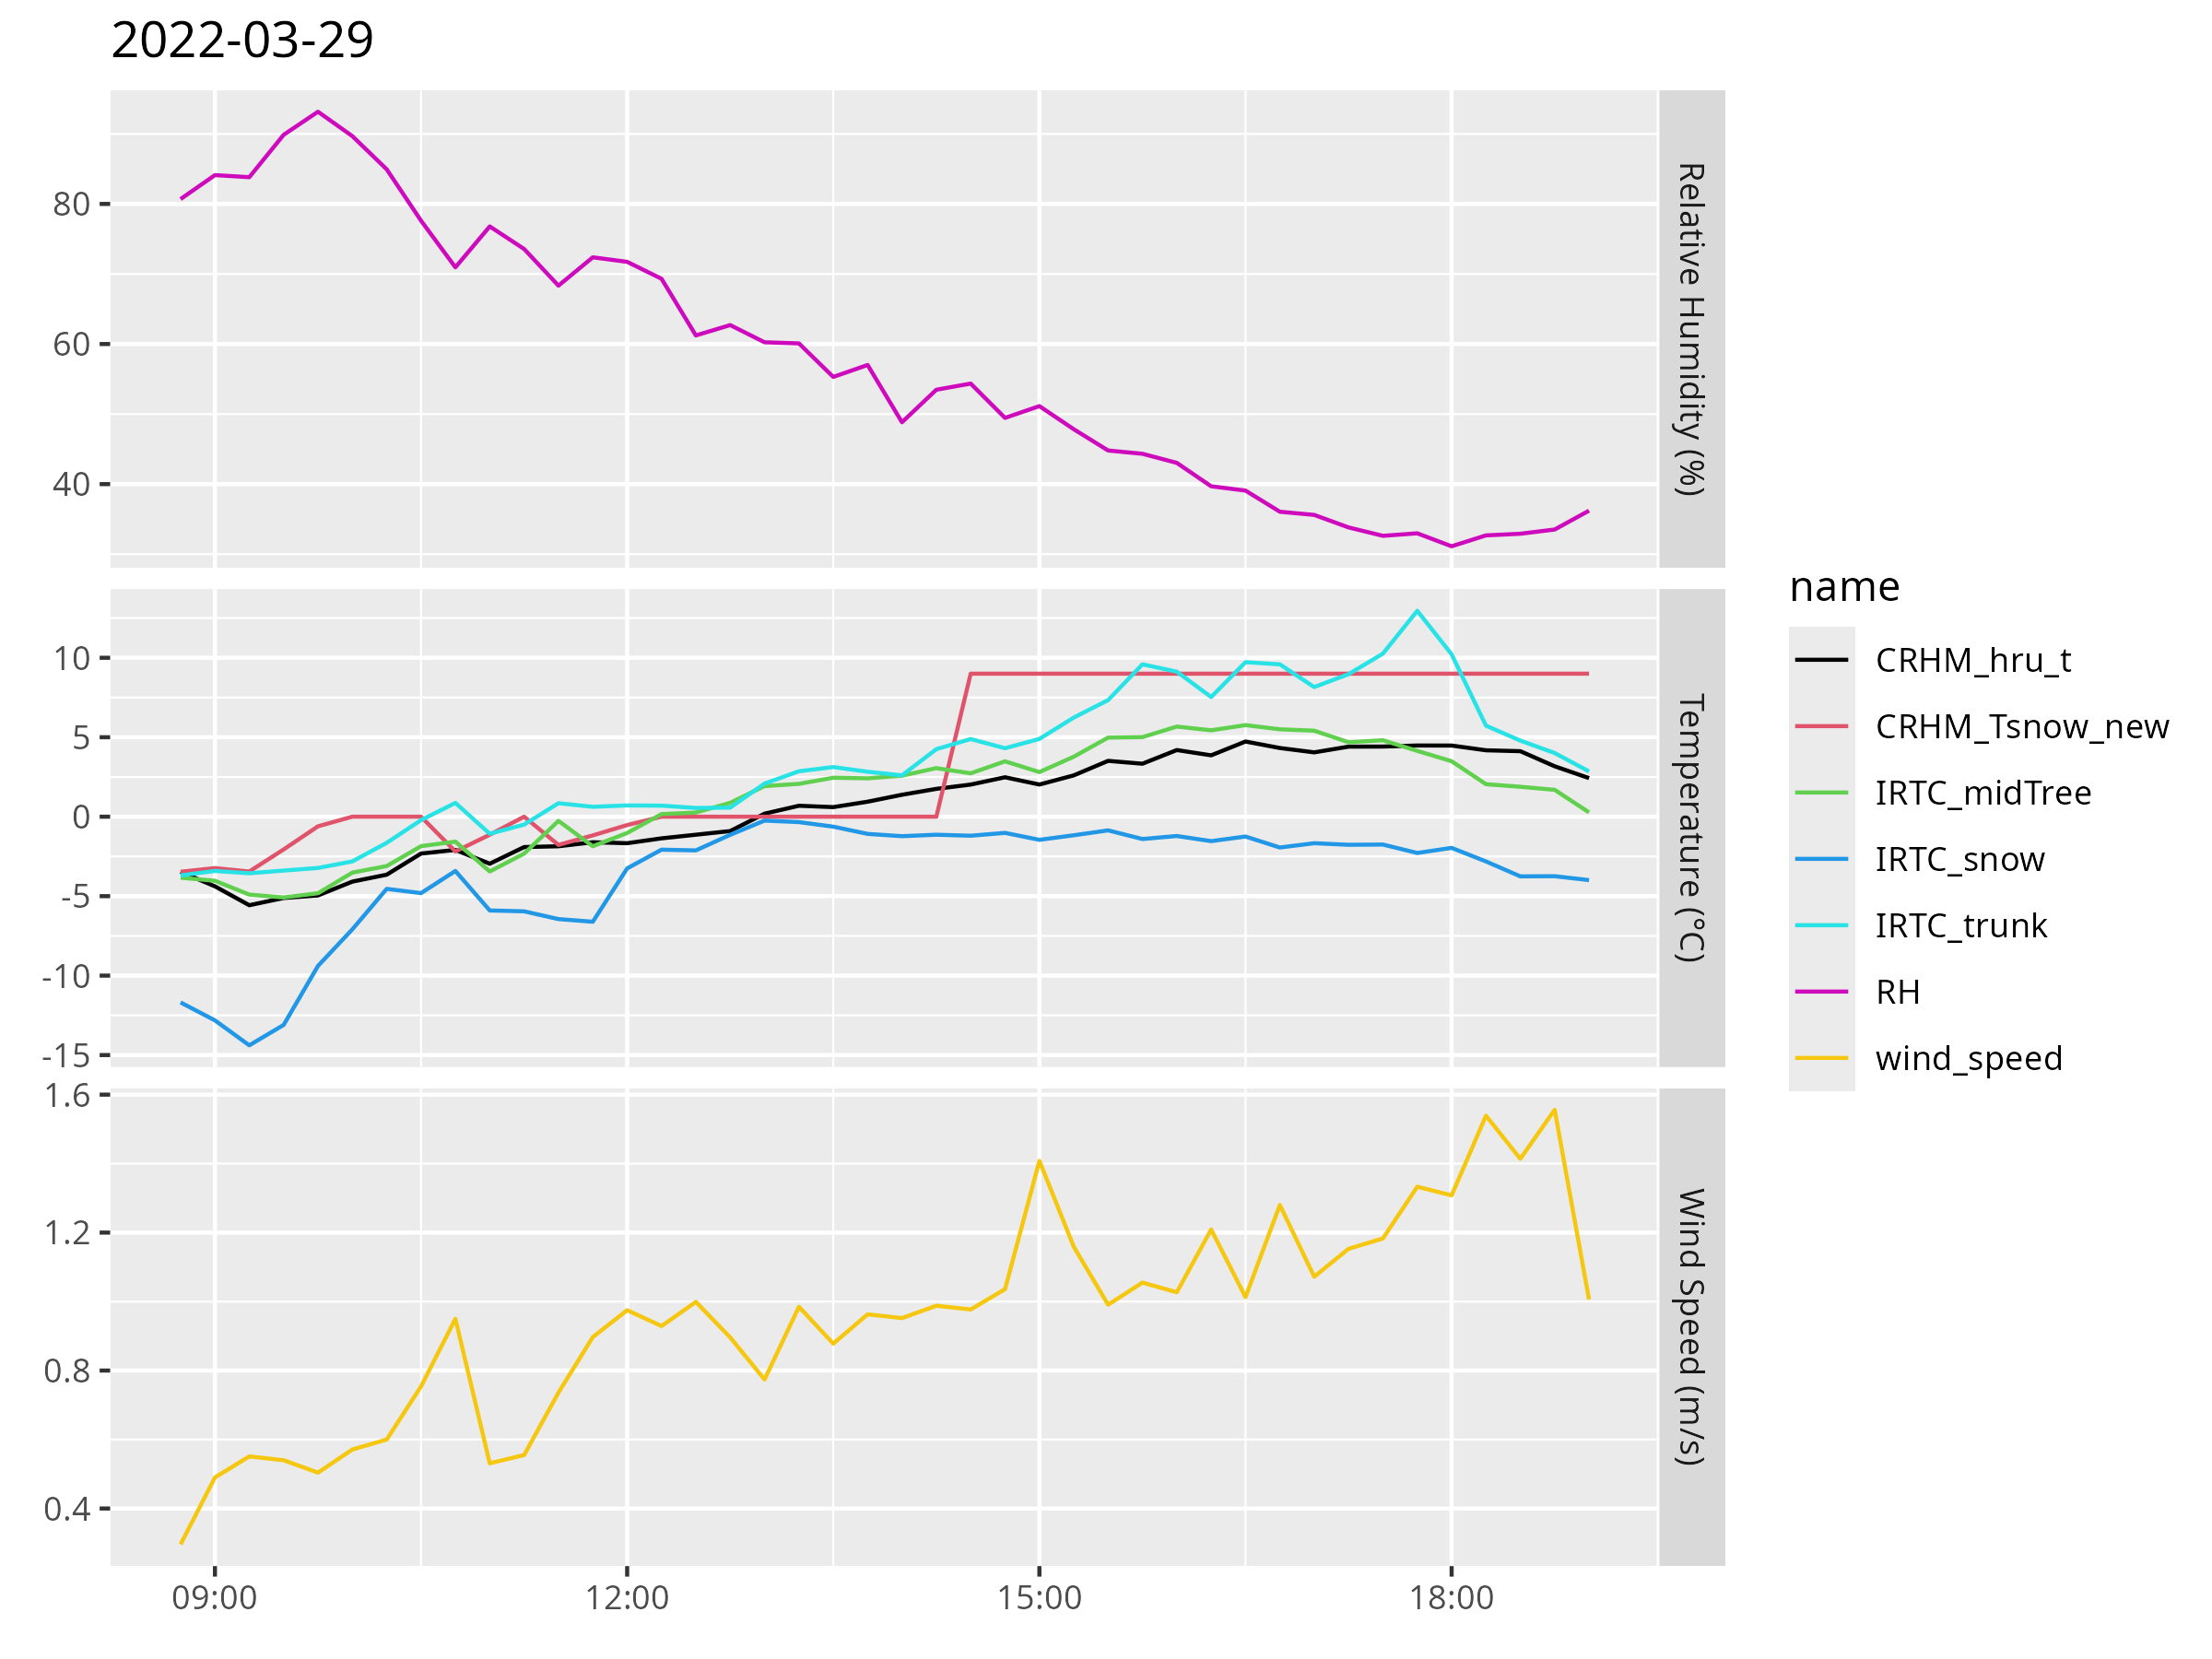 2022-03-29
80
60
40
Relative Humidity (%)
10
5
0
-5
-10
-15
Temperature (°C)
1.6
1.2
0.8
0.4
Wind Speed (m/s)
09:00
12:00
15:00
18:00
name
CRHM_hru_t
CRHM_Tsnow_new
IRTC_midTree
IRTC_snow
IRTC_trunk
RH
wind_speed